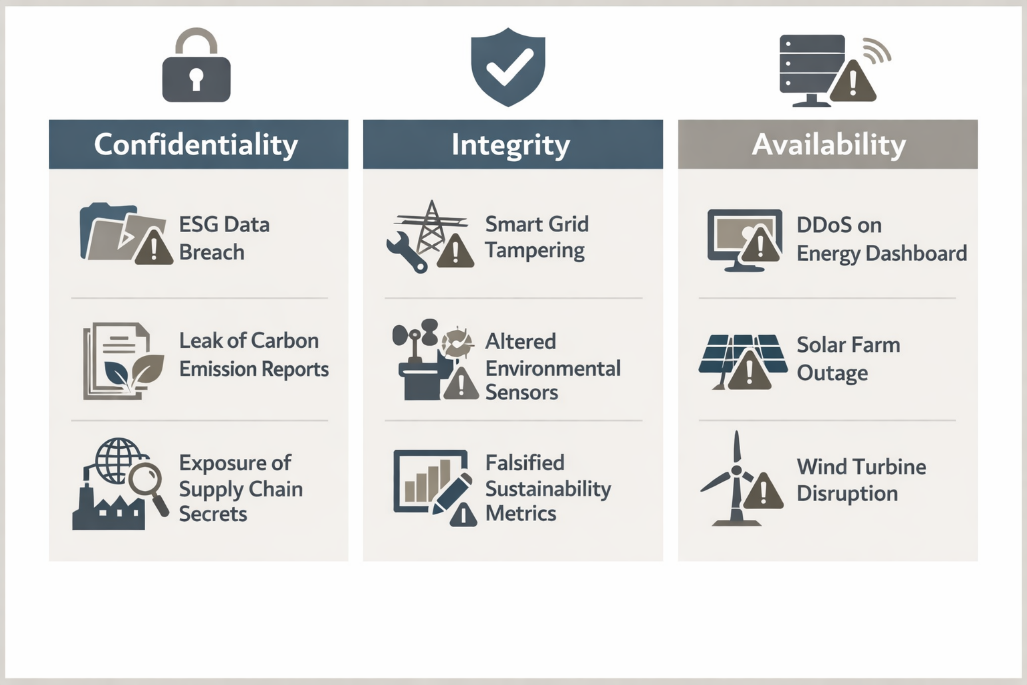 Confidentiality
ESG Data
Breach
Leak of Carbon
Emission Reports
Exposure of
Supply Chain
Secrets
Integrity
Smart Grid
Tampering
Altered
Environmental
Sensors
Falsified
Sustainability
Metrics
Availability
DDoS on
Energy Dashboard
Solar Farm
Outage
Wind Turbine
Disruption